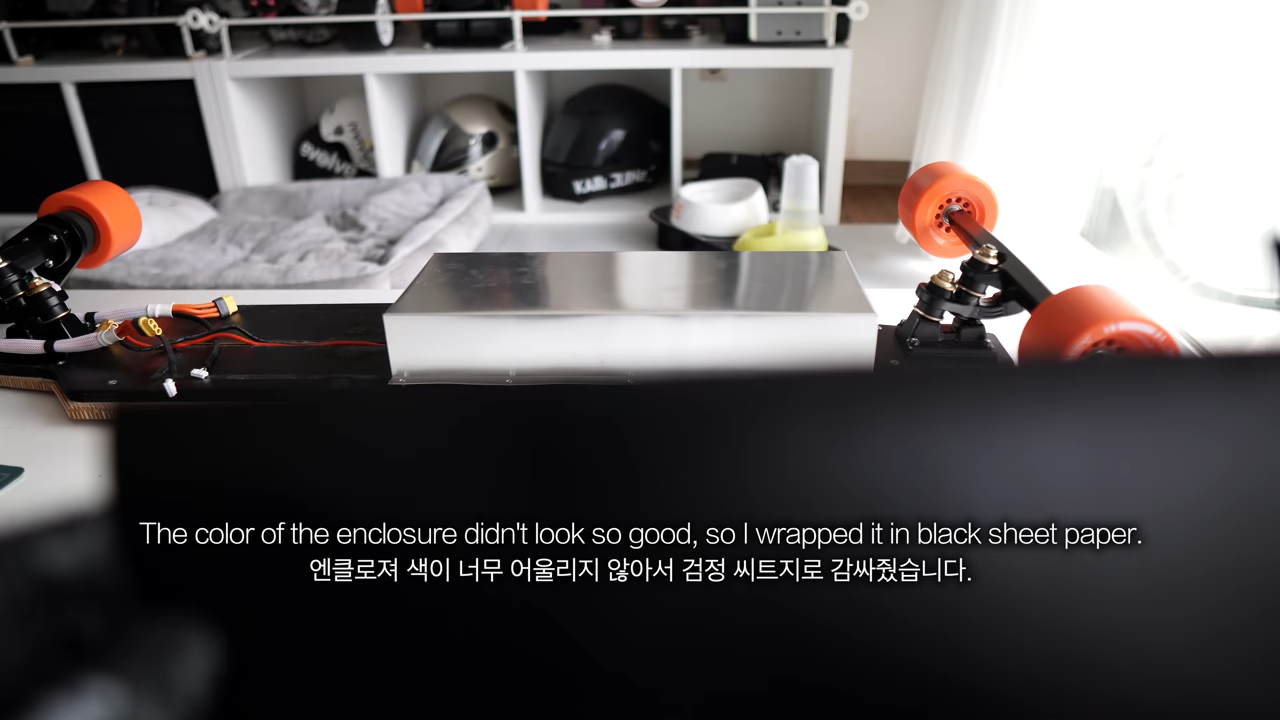 evolve
KABUTO
The color of the enclosure didn't look so good, so I wrapped it in black sheet paper.
엔클로져 색이 너무 어울리지 않아서 검정 씨트지로 감싸줬습니다.